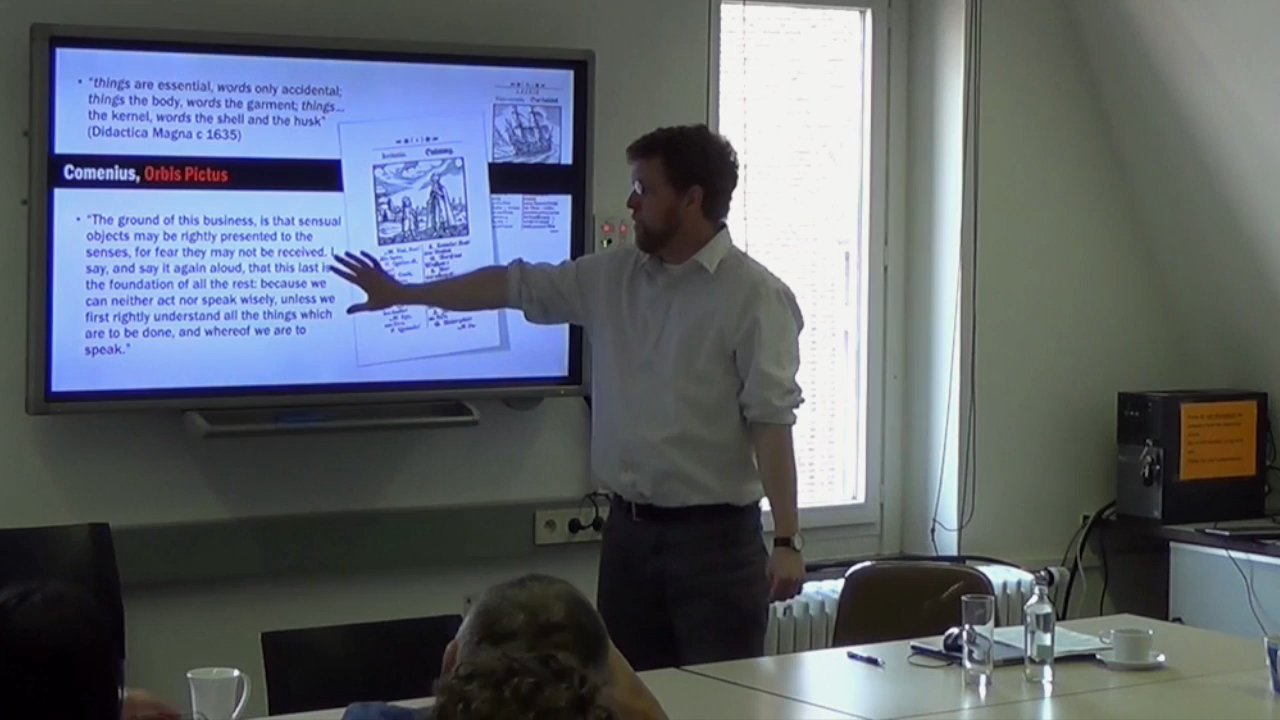 • "things are essential, words only accidental;
things the body, words the garment; things...
the kernel, words the shell and the husk"
(Didactica Magna c 1635)
Comenius, Orbis Pictus
• "The ground of this business, is that sensual
objects may be rightly presented to the
senses, for fear they may not be received. I
say, and say it again aloud, that this last is
the foundation of all the rest: because we
can neither act nor speak wisely, unless we
first rightly understand all the things which
are to be done, and whereof we are to
speak."